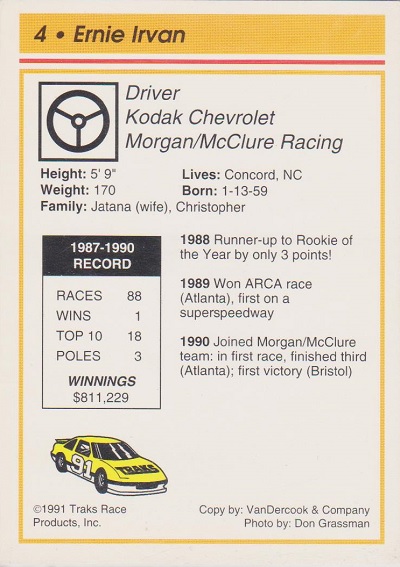 4 • Ernie Irvan
Driver
Kodak Chevrolet
Morgan/McClure Racing
Height: 5' 9"
Weight: 170
Lives: Concord, NC
Born: 1-13-59
Family: Jatana (wife), Christopher
1987-1990
RECORD
RACES 88
WINS 1
TOP 10 18
POLES 3
WINNINGS
$811,229
1988 Runner-up to Rookie of
the Year by only 3 points!
1989 Won ARCA race
(Atlanta), first on a
superspeedway
1990 Joined Morgan/McClure
team: in first race, finished third
(Atlanta); first victory (Bristol)
91
TRAKS
©1991 Traks Race
Products, Inc.
Copy by: VanDercook & Company
Photo by: Don Grassman